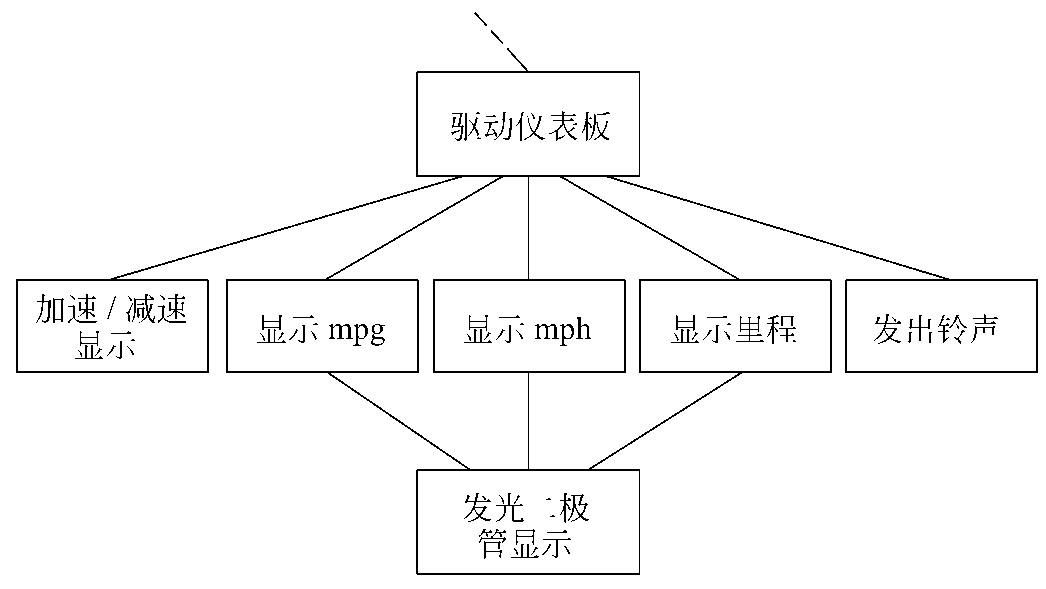 驱动仪表板
加速 / 减速
显示
显示 mpg
显示 mph
显示里程
发出铃声
发光二极
管显示